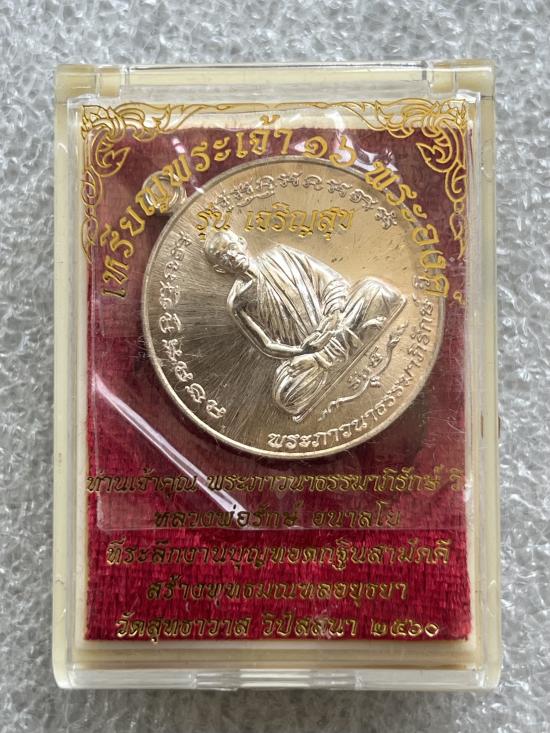 เหรียญพระเจ้า ๑๖ พระองค์
รุ่น เจริญสุข
พระภาวนาธรรมาภิรักษ์ วิ
ท่านเจ้าคุณ พระภาวนาธรรมาภิรักษ์ วิ
หลวงพ่อรักษ์ อนาลโย
ที่ระลึกงานบุญทอดกฐินสามัคคี
สร้างพุทธมณฑลอยุธยา
วัดสุทธาวาส วิปัสสนา ๒๕๖๐